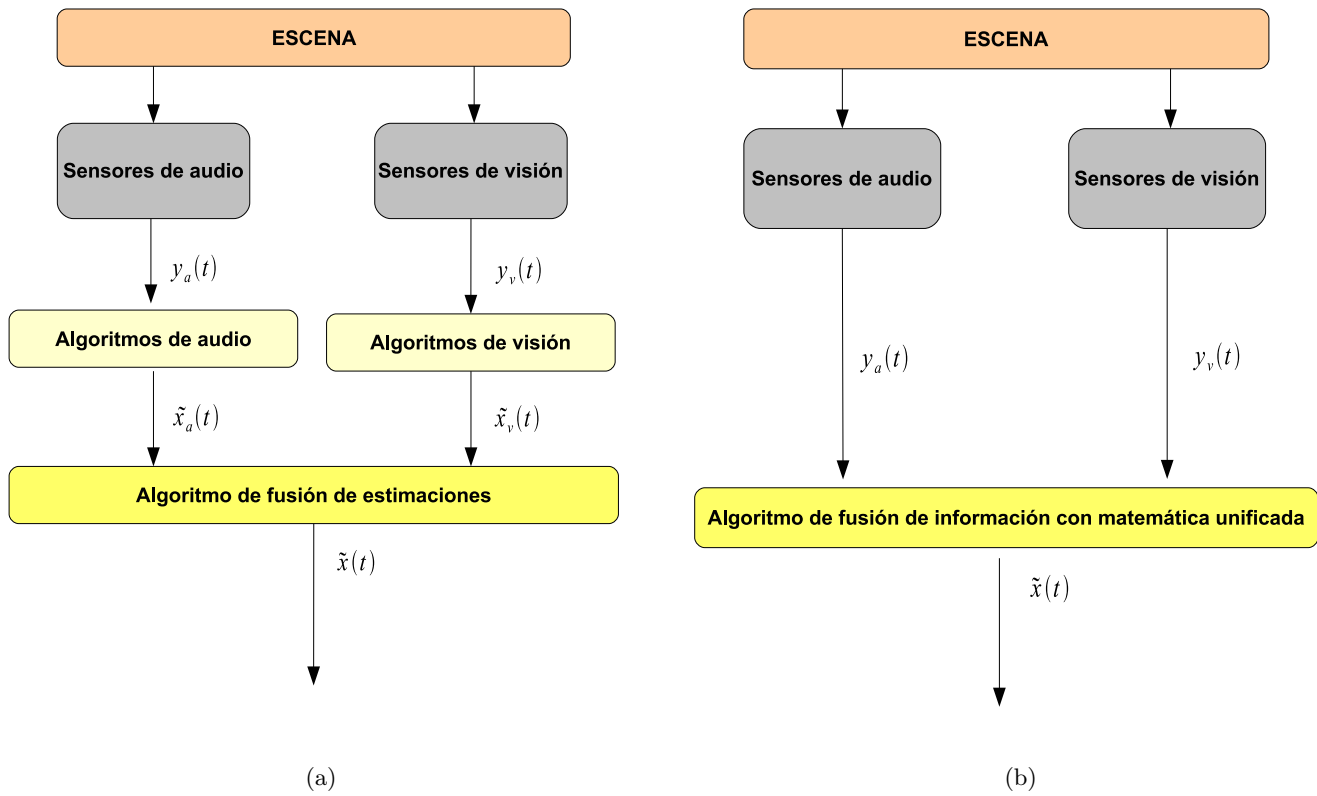 ESCENA
Sensores de audio
Sensores de visión
y_a(t)
y_v(t)
Algoritmos de audio
Algoritmos de visión
x̃_a(t)
x̃_v(t)
Algoritmo de fusión de estimaciones
x̃(t)
(a)
ESCENA
Sensores de audio
Sensores de visión
y_a(t)
y_v(t)
Algoritmo de fusión de información con matemática unificada
x̃(t)
(b)